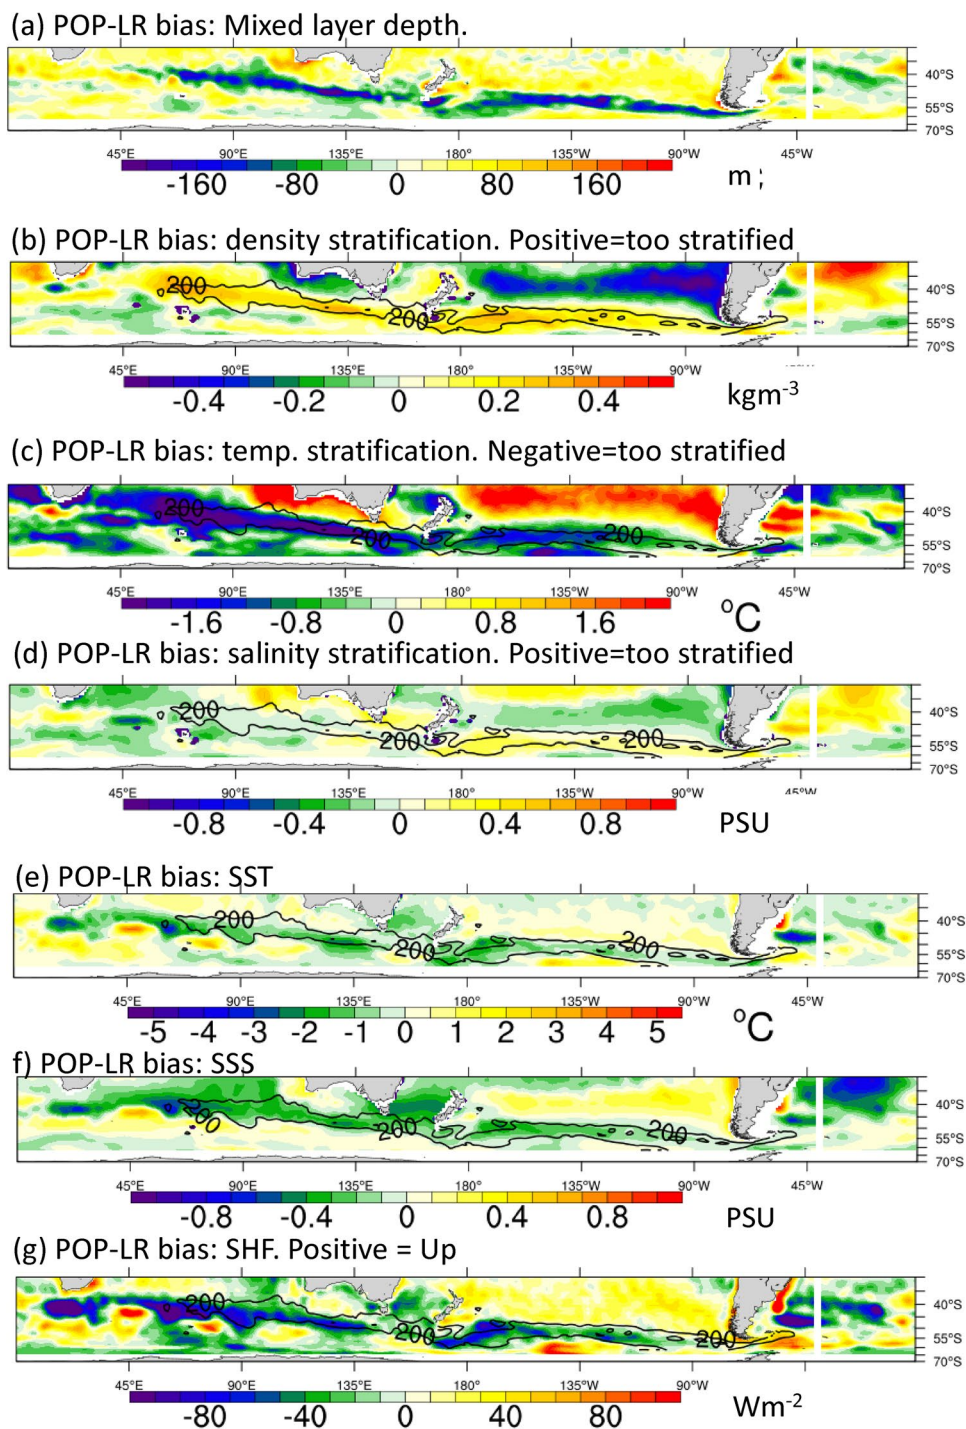 (a) POP-LR bias: Mixed layer depth.
40°S
55°S
70°S
45°E 90°E 135°E 180° 135°W 90°W 45°W
-160 -80 0 80 160 m ;
(b) POP-LR bias: density stratification. Positive=too stratified
200
40°S
200
55°S
70°S
45°E 90°E 135°E 180° 135°W 90°W
-0.4 -0.2 0 0.2 0.4 kgm-3
(c) POP-LR bias: temp. stratification. Negative=too stratified
200
40°S
200 200
55°S
70°S
45°E 90°E 135°E 180° 135°W 90°W 45°W
-1.6 -0.8 0 0.8 1.6 °C
(d) POP-LR bias: salinity stratification. Positive=too stratified
200
40°S
200 200
55°S
70°S
45°E 90°E 135°E 180° 135°W 90°W 45°W
-0.8 -0.4 0 0.4 0.8 PSU
(e) POP-LR bias: SST
200
40°S
200 200
55°S
70°S
45°E 90°E 135°E 180° 135°W 90°W 45°W
-5 -4 -3 -2 -1 0 1 2 3 4 5 °C
f) POP-LR bias: SSS
200
40°S
200 200
55°S
70°S
45°E 90°E 135°E 180° 135°W 90°W 45°W
-0.8 -0.4 0 0.4 0.8 PSU
(g) POP-LR bias: SHF. Positive = Up
200
40°S
200 200
55°S
70°S
45°E 90°E 135°E 180° 135°W 90°W
-80 -40 0 40 80 Wm-2